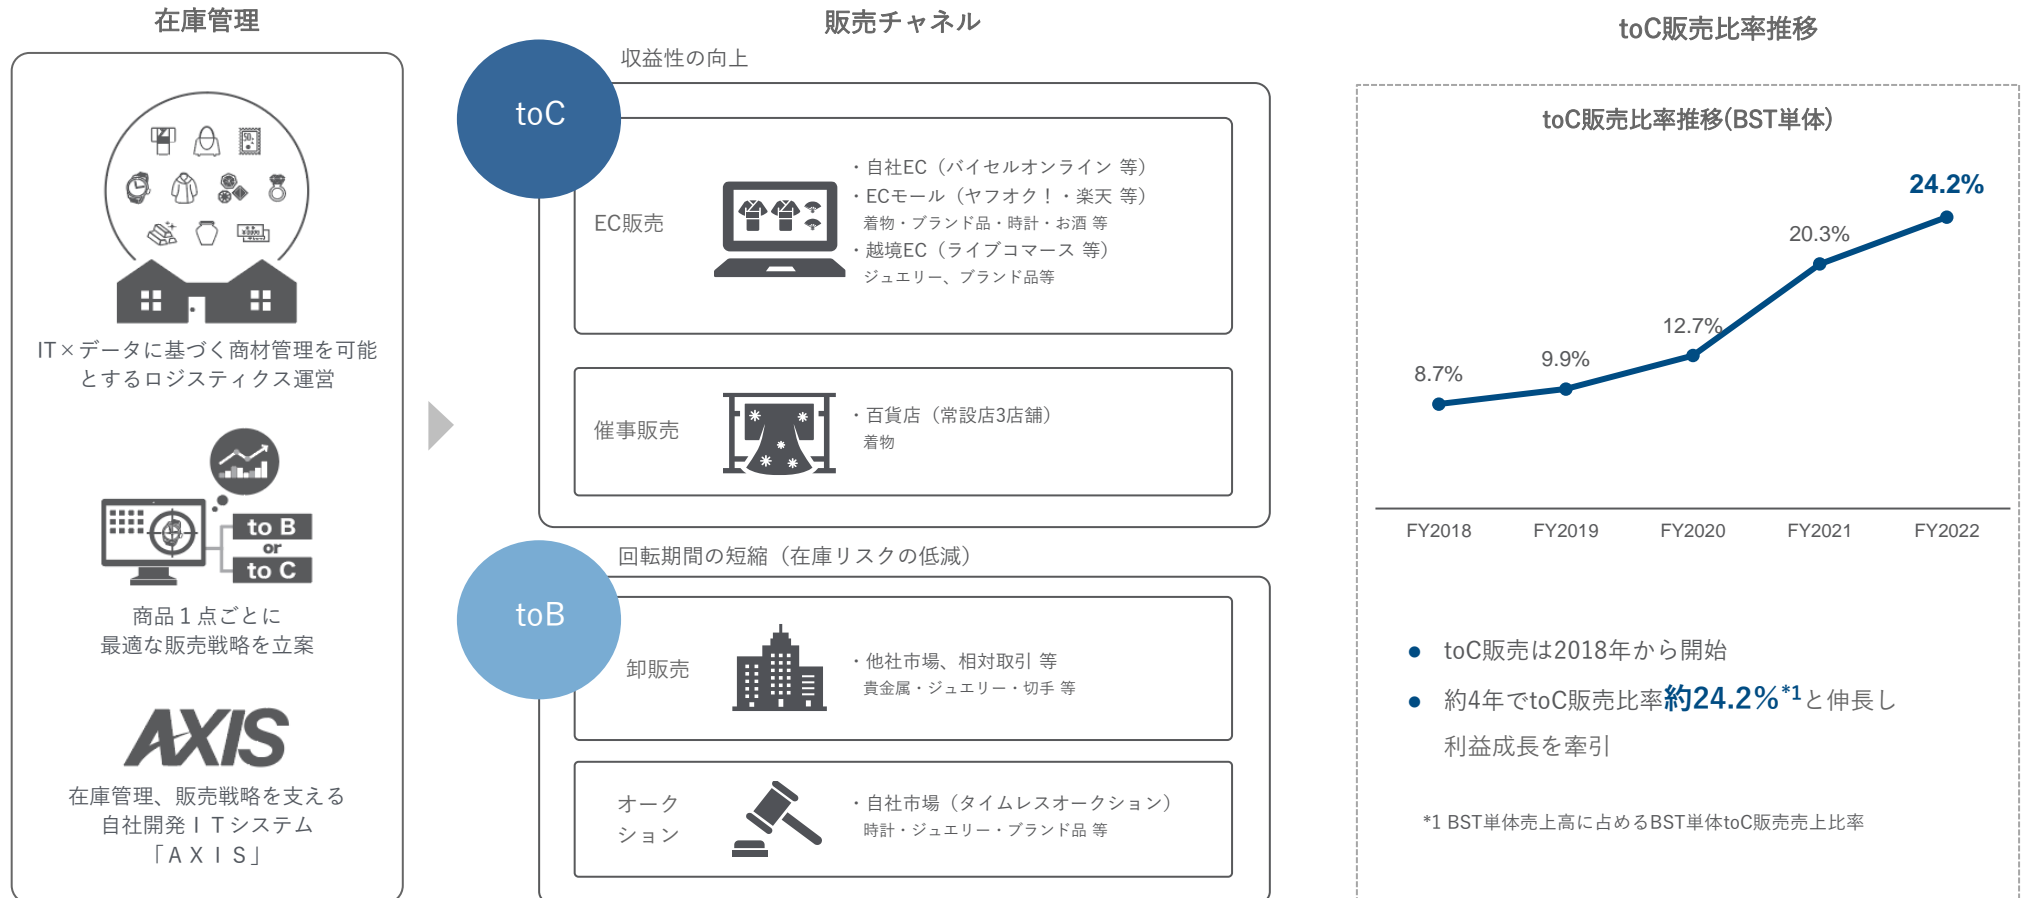 在庫管理
IT×データに基づく商材管理を可能
とするロジスティクス運営
to B
or
to C
商品１点ごとに
最適な販売戦略を立案
AXIS
在庫管理、販売戦略を支える
自社開発ＩＴシステム
「ＡＸＩＳ」
販売チャネル
toC
収益性の向上
EC販売
・自社EC（バイセルオンライン 等）
・ECモール（ヤフオク！・楽天 等）
着物・ブランド品・時計・お酒 等
・越境EC（ライブコマース 等）
ジュエリー、ブランド品等
催事販売
・百貨店（常設店3店舗）
着物
toB
回転期間の短縮（在庫リスクの低減）
卸販売
・他社市場、相対取引 等
貴金属・ジュエリー・切手 等
オーク
ション
・自社市場（タイムレスオークション）
時計・ジュエリー・ブランド品 等
toC販売比率推移
toC販売比率推移(BST単体)
8.7%
9.9%
12.7%
20.3%
24.2%
FY2018
FY2019
FY2020
FY2021
FY2022
● toC販売は2018年から開始
● 約4年でtoC販売比率約24.2%*1と伸長し
利益成長を牽引
*1 BST単体売上高に占めるBST単体toC販売売上比率